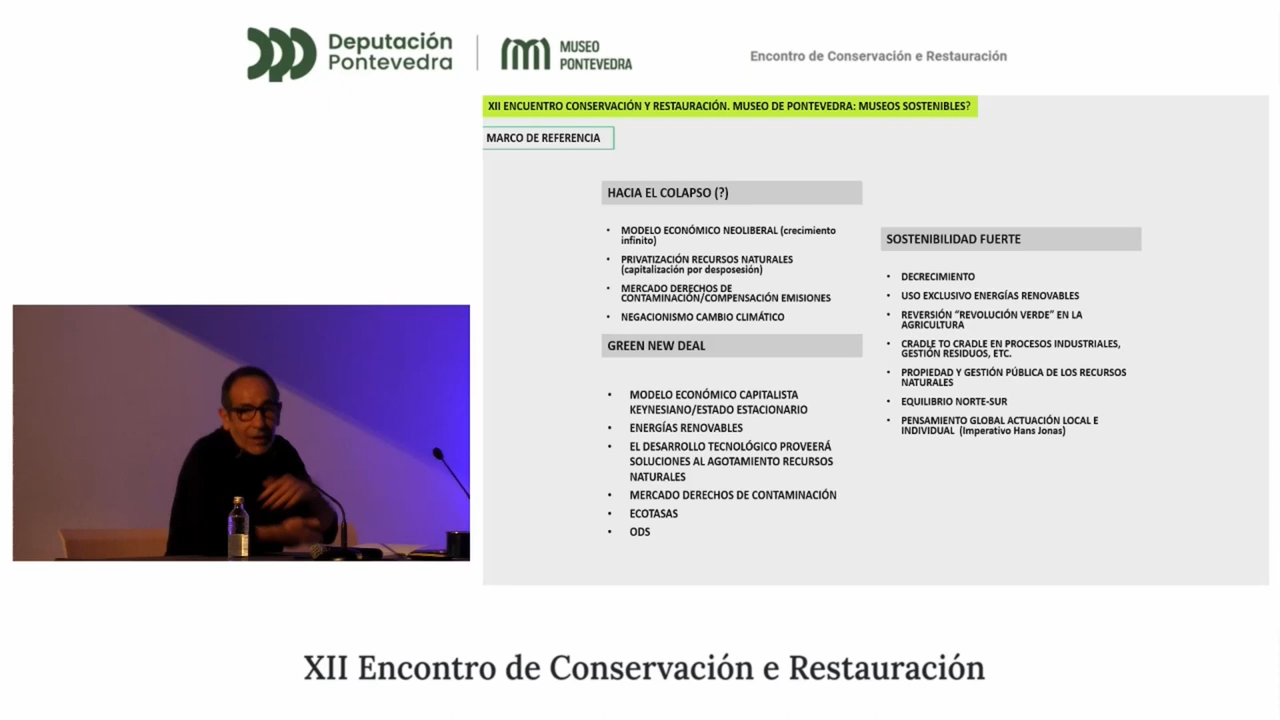 Deputación
Pontevedra
MUSEO
PONTEVEDRA
Encontro de Conservación e Restauración
XII ENCUENTRO CONSERVACIÓN Y RESTAURACIÓN. MUSEO DE PONTEVEDRA: MUSEOS SOSTENIBLES?
MARCO DE REFERENCIA
HACIA EL COLAPSO (?)
• MODELO ECONÓMICO NEOLIBERAL (crecimiento
infinito)
• PRIVATIZACIÓN RECURSOS NATURALES
(capitalización por desposesión)
• MERCADO DERECHOS DE
CONTAMINACIÓN/COMPENSACIÓN EMISIONES
• NEGACIONISMO CAMBIO CLIMÁTICO
GREEN NEW DEAL
• MODELO ECONÓMICO CAPITALISTA
KEYNESIANO/ESTADO ESTACIONARIO
• ENERGÍAS RENOVABLES
• EL DESARROLLO TECNOLÓGICO PROVEERÁ
SOLUCIONES AL AGOTAMIENTO RECURSOS
NATURALES
• MERCADO DERECHOS DE CONTAMINACIÓN
• ECOTASAS
• ODS
SOSTENIBILIDAD FUERTE
• DECRECIMIENTO
• USO EXCLUSIVO ENERGÍAS RENOVABLES
• REVERSIÓN “REVOLUCIÓN VERDE” EN LA
AGRICULTURA
• CRADLE TO CRADLE EN PROCESOS INDUSTRIALES,
GESTIÓN RESIDUOS, ETC.
• PROPIEDAD Y GESTIÓN PÚBLICA DE LOS RECURSOS
NATURALES
• EQUILIBRIO NORTE-SUR
• PENSAMIENTO GLOBAL ACTUACIÓN LOCAL E
INDIVIDUAL (Imperativo Hans Jonas)
XII Encontro de Conservación e Restauración